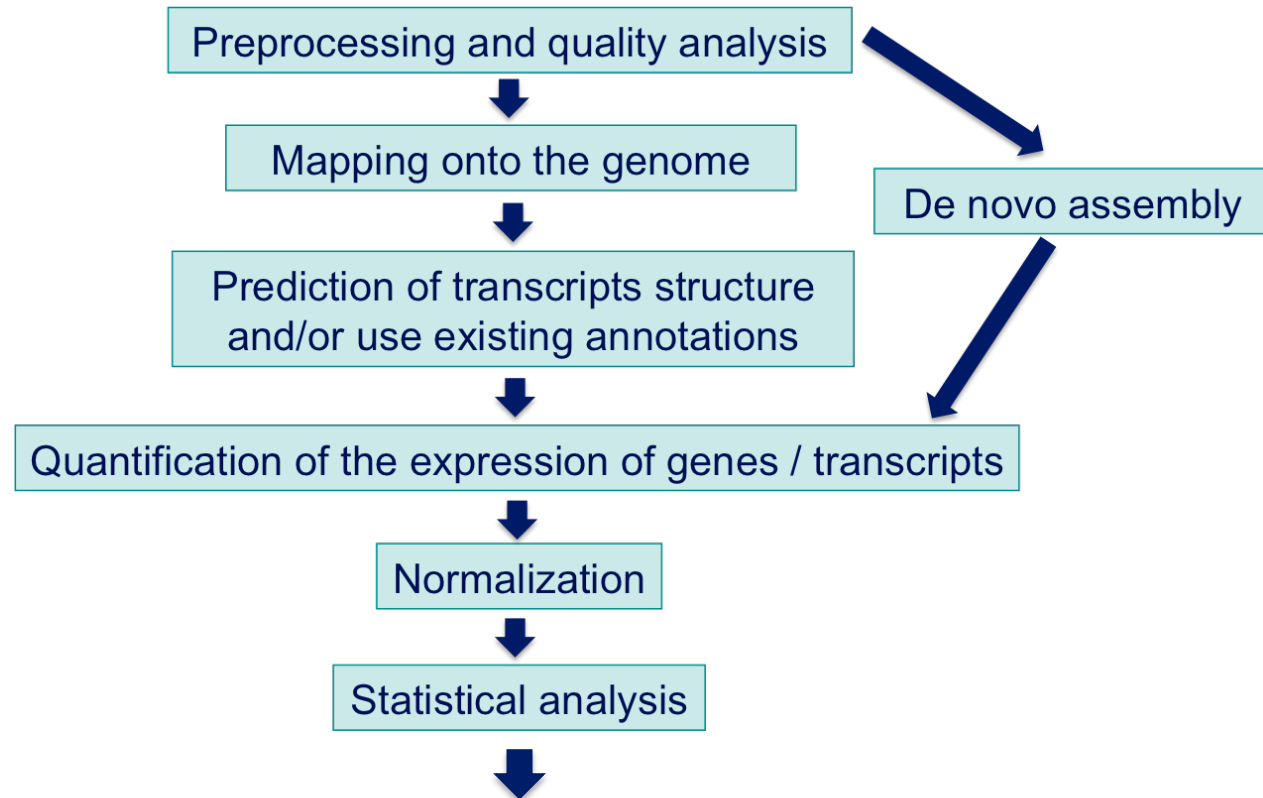 Preprocessing and quality analysis
Mapping onto the genome
De novo assembly
Prediction of transcripts structure
and/or use existing annotations
Quantification of the expression of genes / transcripts
Normalization
Statistical analysis